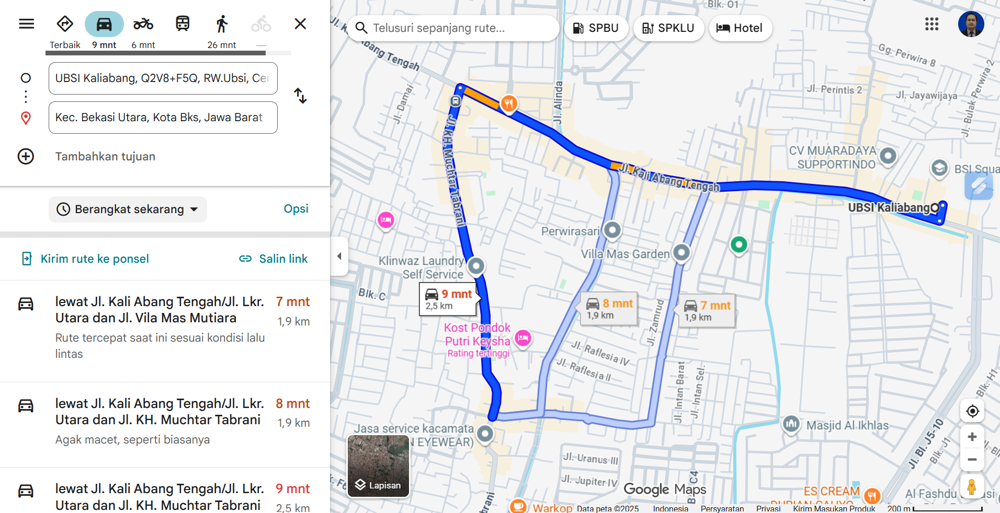 Terbaik
9 mnt
6 mnt
26 mnt
—
UBSI Kaliabang, Q2V8+F5Q, RW.Ubsi, Cer
Kec. Bekasi Utara, Kota Bks, Jawa Barat
Tambahkan tujuan
Berangkat sekarang
Opsi
Kirim rute ke ponsel
Salin link
lewat Jl. Kali Abang Tengah/Jl. Lkr.
Utara dan Jl. Vila Mas Mutiara
7 mnt
1,9 km
Rute tercepat saat ini sesuai kondisi lalu
lintas
lewat Jl. Kali Abang Tengah/Jl. Lkr.
Utara dan Jl. KH. Muchtar Tabrani
8 mnt
1,9 km
Agak macet, seperti biasanya
lewat Jl. Kali Abang Tengah/Jl. Lkr.
Utara dan Jl. KH. Muchtar Tabrani
9 mnt
2,5 km
Telusuri sepanjang rute...
SPBU
SPKLU
Hotel
Blk. 01
Abang Tengah
Gg. Perwira 8
Jl. Bulak Perwira 2
Jl. Damai
Jl. Alinda
Jl. Perintis 2
Jl. Jayawijaya
Jl. KH. Muchtar Tabrani
Jl. Kali Abang Tengah
CV MUARADAYA
SUPPORTINDO
BSI Squa
UBSI Kaliabang
Perwirasari
Villa Mas Garden
Klinwaz Laundry
Self Service
Blk. C
9 mnt
2,5 km
8 mnt
1,9 km
7 mnt
1,9 km
Jl. Zamrud
Kost Pondok
Putri Keysha
Rating tertinggi
Jl. Raflesia IV
Jl. Raflesia II
Jl. Intan Barat
Jl. Intan Sel.
Blk. H1
Jasa service kacamata
N EYEWEAR)
Masjid Al Ikhlas
Jl. Bl. J5-10
Blk. J1
Jl. Uranus III
Jl. Jupiter IV
C4
Lapisan
Google Maps
ES CREAM
DURIAN CAHYO
Al Fashdu
Warkop
Data peta ©2025
Indonesia
Persyaratan
Privasi
Kirim Masukan Produk
200 m